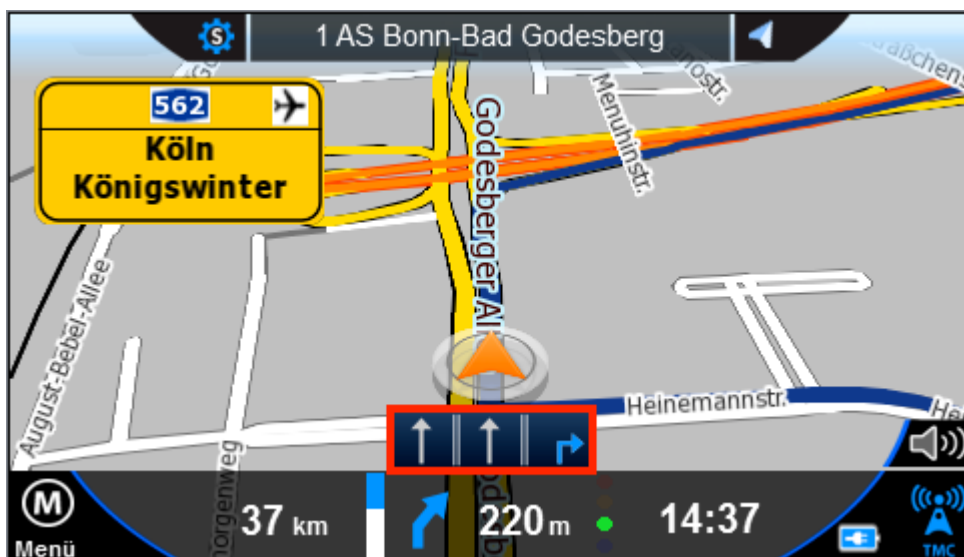 S
1 AS Bonn-Bad Godesberg
562
Köln
Königswinter
Menuhinstr.
Godesberger Al
August-Bebel-Allee
Heinemannstr.
He
M
Menü
37 km
220 m
14:37
TMC